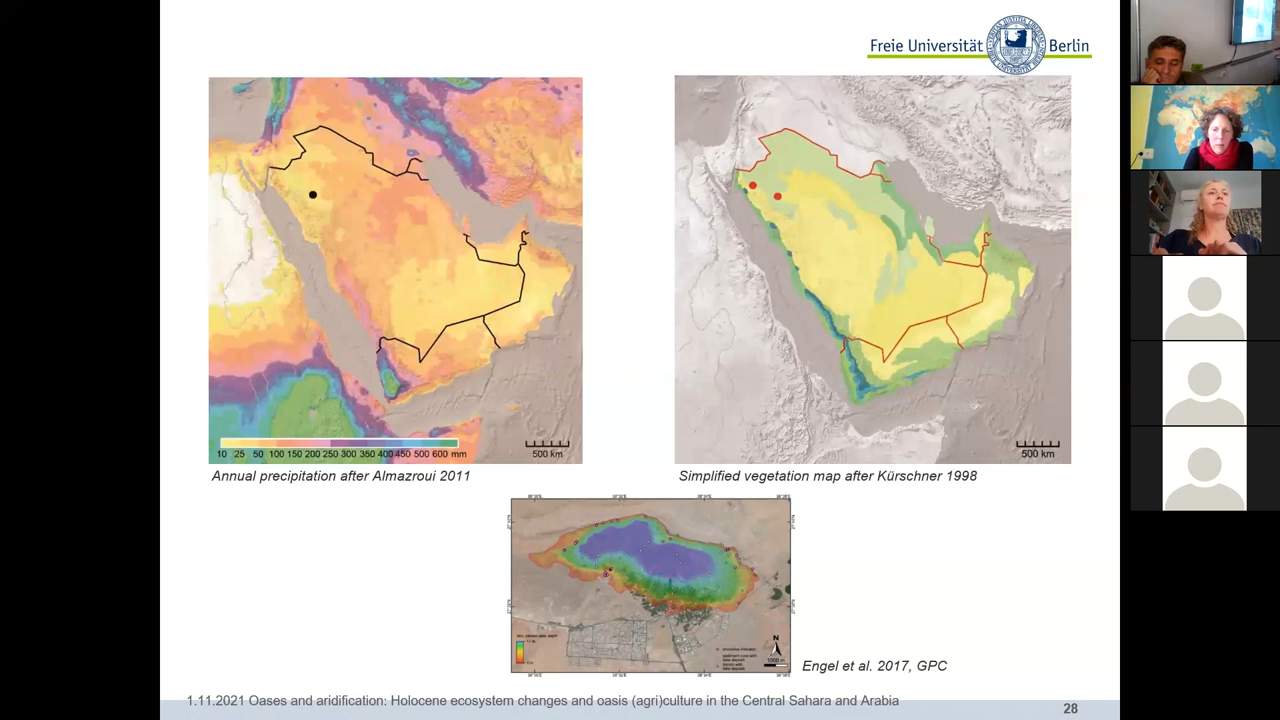 Freie Universität Berlin
10 25 50 100 150 200 250 300 350 400 450 500 600 mm
500 km
500 km
Annual precipitation after Almazroui 2011
Simplified vegetation map after Kürschner 1998
N
1000 m
Engel et al. 2017, GPC
1.11.2021 Oases and aridification: Holocene ecosystem changes and oasis (agri)culture in the Central Sahara and Arabia
28